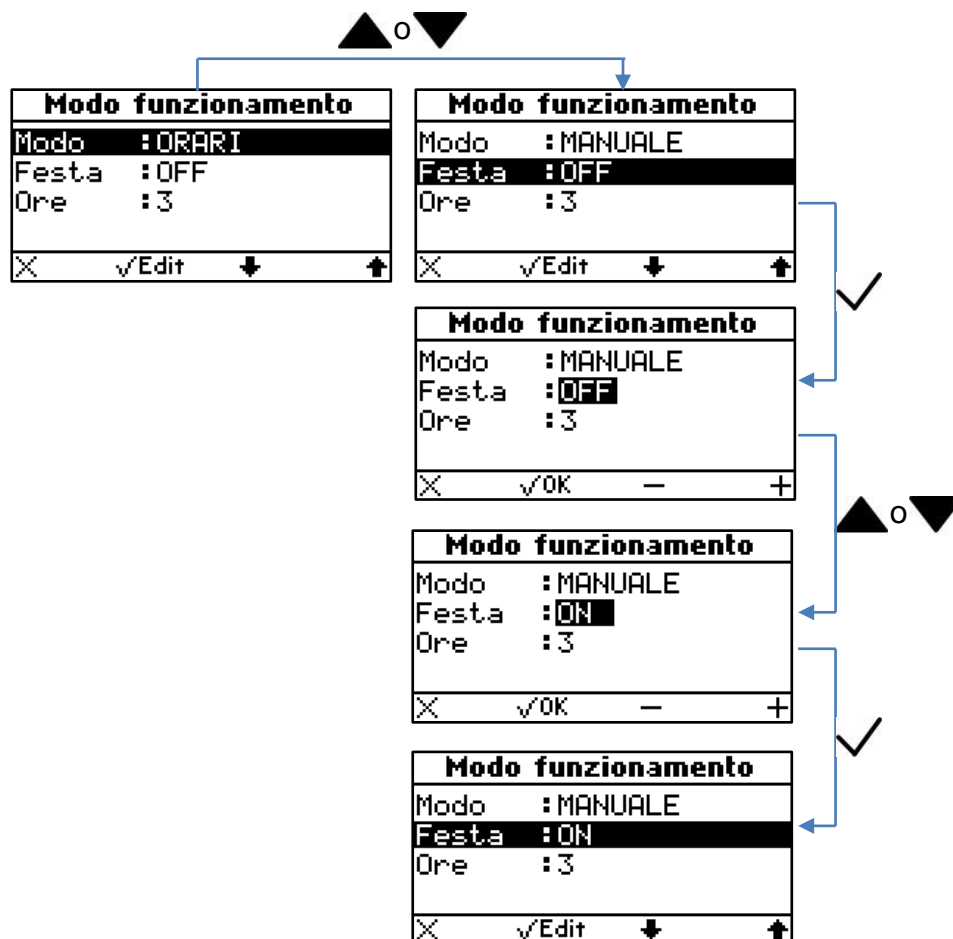 o
Modo funzionamento
Modo :ORARI
Festa :OFF
Ore :3
Edit
Modo funzionamento
Modo :MANUALE
Festa :OFF
Ore :3
Edit
Modo funzionamento
Modo :MANUALE
Festa :OFF
Ore :3
OK − +
o
Modo funzionamento
Modo :MANUALE
Festa :ON
Ore :3
OK − +
Modo funzionamento
Modo :MANUALE
Festa :ON
Ore :3
Edit